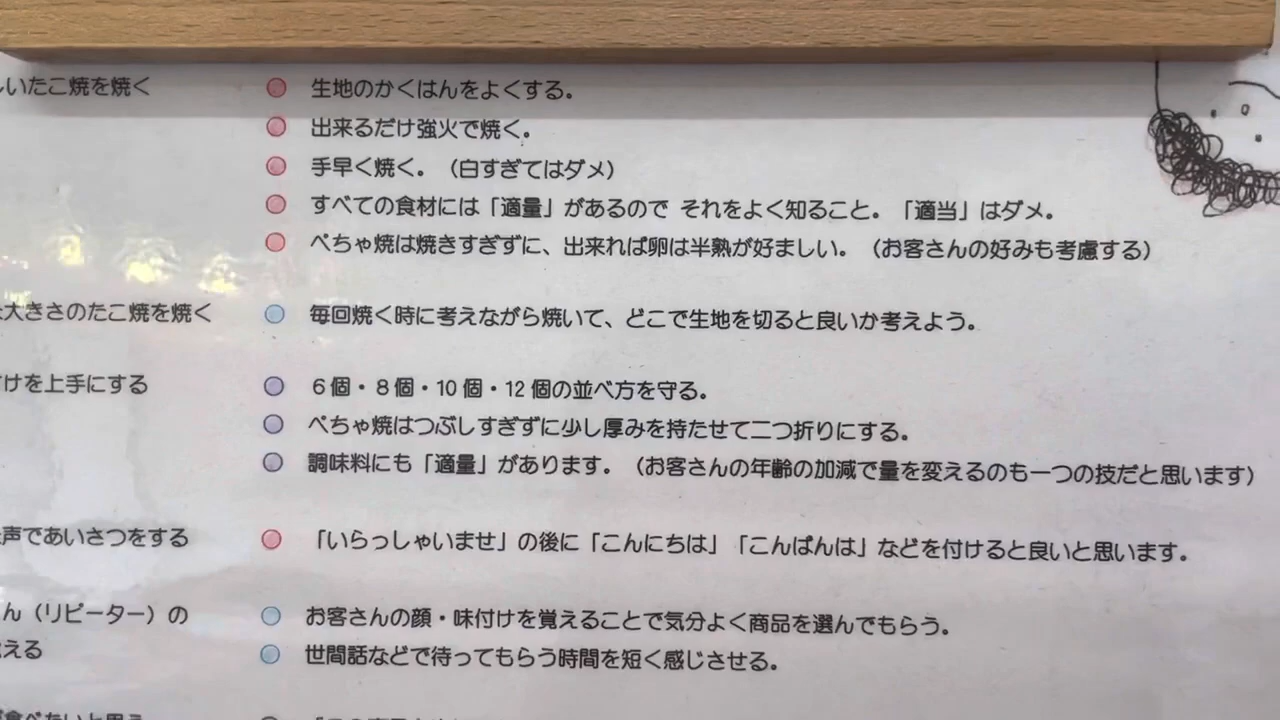 いたこ焼を焼く
生地のかくはんをよくする。
出来るだけ強火で焼く。
手早く焼く。（白すぎてはダメ）
すべての食材には「適量」があるので それをよく知ること。「適当」はダメ。
ぺちゃ焼は焼きすぎずに、出来れば卵は半熟が好ましい。（お客さんの好みも考慮する）
大きさのたこ焼を焼く
毎回焼く時に考えながら焼いて、どこで生地を切ると良いか考えよう。
けを上手にする
６個・８個・10 個・12 個の並べ方を守る。
ぺちゃ焼はつぶしすぎずに少し厚みを持たせて二つ折りにする。
調味料にも「適量」があります。（お客さんの年齢の加減で量を変えるのも一つの技だと思います）
声であいさつをする
「いらっしゃいませ」の後に「こんにちは」「こんばんは」などを付けると良いと思います。
ん（リピーター）の
える
お客さんの顔・味付けを覚えることで気分よく商品を選んでもらう。
世間話などで待ってもらう時間を短く感じさせる。